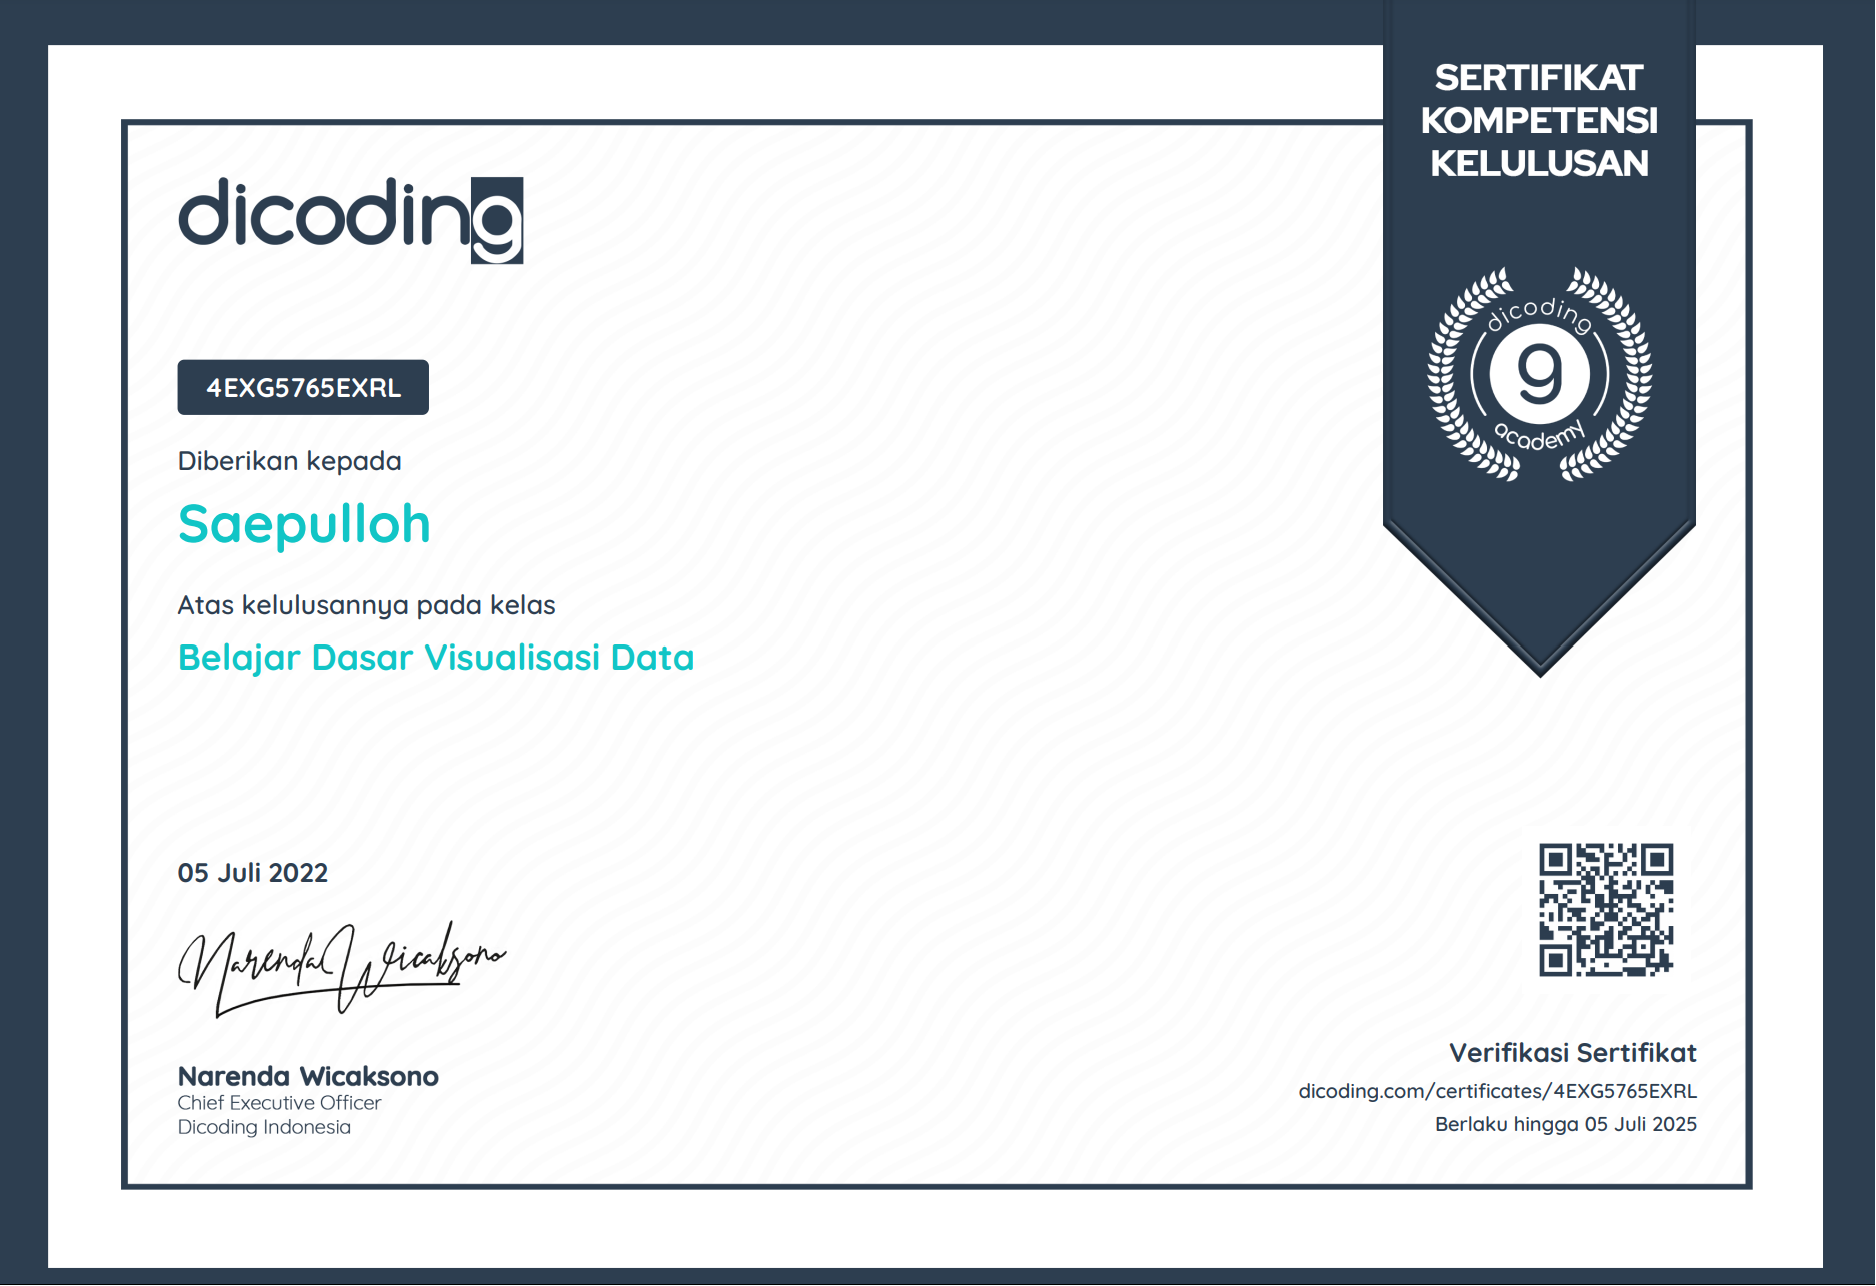 SERTIFIKAT
KOMPETENSI
KELULUSAN
dicoding
dicoding
g
academy
4EXG5765EXRL
Diberikan kepada
Saepulloh
Atas kelulusannya pada kelas
Belajar Dasar Visualisasi Data
05 Juli 2022
Narenda Wicaksono
Narenda Wicaksono
Chief Executive Officer
Dicoding Indonesia
Verifikasi Sertifikat
dicoding.com/certificates/4EXG5765EXRL
Berlaku hingga 05 Juli 2025